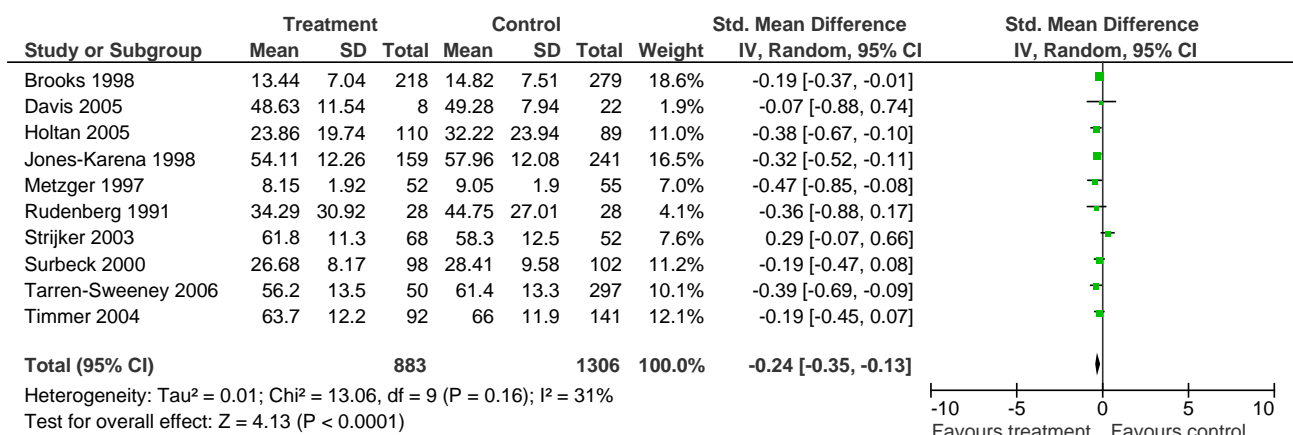 Treatment Control Std. Mean Difference Std. Mean Difference
Study or Subgroup Mean SD Total Mean SD Total Weight IV, Random, 95% CI IV, Random, 95% CI
Brooks 1998 13.44 7.04 218 14.82 7.51 279 18.6% -0.19 [-0.37, -0.01]
Davis 2005 48.63 11.54 8 49.28 7.94 22 1.9% -0.07 [-0.88, 0.74]
Holtan 2005 23.86 19.74 110 32.22 23.94 89 11.0% -0.38 [-0.67, -0.10]
Jones-Karena 1998 54.11 12.26 159 57.96 12.08 241 16.5% -0.32 [-0.52, -0.11]
Metzger 1997 8.15 1.92 52 9.05 1.9 55 7.0% -0.47 [-0.85, -0.08]
Rudenberg 1991 34.29 30.92 28 44.75 27.01 28 4.1% -0.36 [-0.88, 0.17]
Strijker 2003 61.8 11.3 68 58.3 12.5 52 7.6% 0.29 [-0.07, 0.66]
Surbeck 2000 26.68 8.17 98 28.41 9.58 102 11.2% -0.19 [-0.47, 0.08]
Tarren-Sweeney 2006 56.2 13.5 50 61.4 13.3 297 10.1% -0.39 [-0.69, -0.09]
Timmer 2004 63.7 12.2 92 66 11.9 141 12.1% -0.19 [-0.45, 0.07]
Total (95% CI) 883 1306 100.0% -0.24 [-0.35, -0.13]
Heterogeneity: Tau² = 0.01; Chi² = 13.06, df = 9 (P = 0.16); I² = 31%
Test for overall effect: Z = 4.13 (P < 0.0001)
-10 -5 0 5 10
Favours treatment Favours control